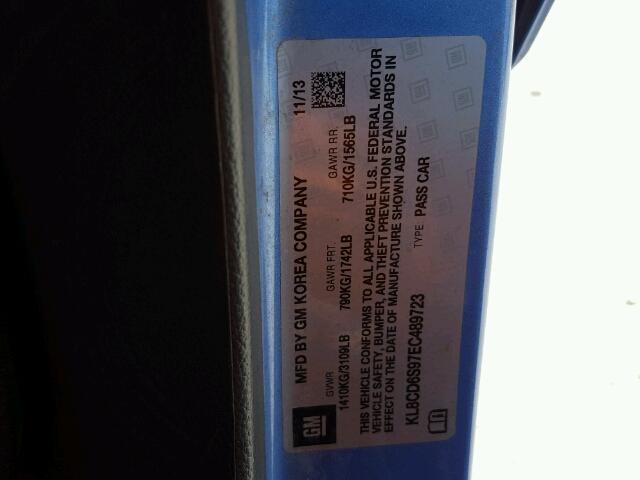 GM
MFD BY GM KOREA COMPANY 11/13
GVWR GAWR FRT. GAWR RR.
1410KG/3109LB 790KG/1742LB 710KG/1565LB
THIS VEHICLE CONFORMS TO ALL APPLICABLE U.S. FEDERAL MOTOR
VEHICLE SAFETY, BUMPER, AND THEFT PREVENTION STANDARDS IN
EFFECT ON THE DATE OF MANUFACTURE SHOWN ABOVE.
KL8CD6S97EC489723 TYPE: PASS CAR